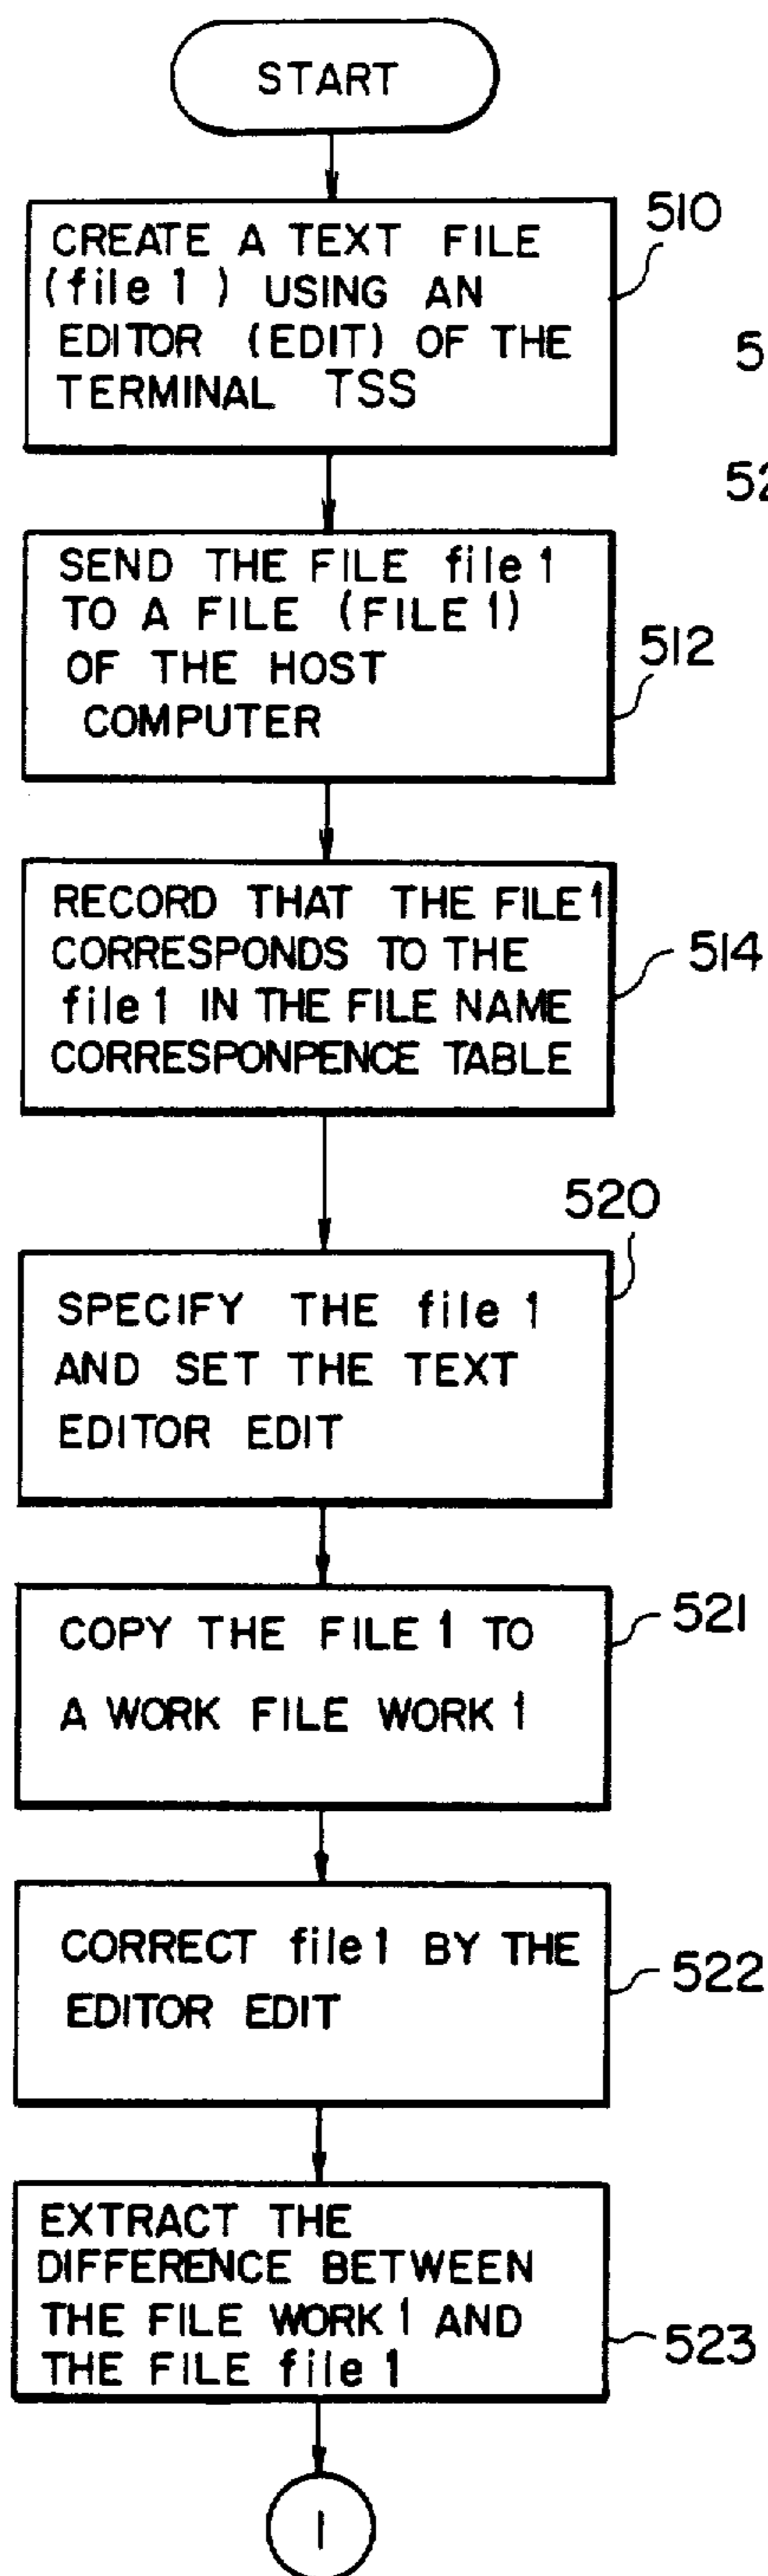 START
510
CREATE A TEXT FILE
(file 1) USING AN
EDITOR (EDIT) OF THE
TERMINAL TSS
SEND THE FILE file 1
TO A FILE (FILE 1)
OF THE HOST
COMPUTER
512
RECORD THAT THE FILE 1
CORRESPONDS TO THE
file 1 IN THE FILE NAME
CORRESPONPENCE TABLE
514
520
SPECIFY THE file 1
AND SET THE TEXT
EDITOR EDIT
COPY THE FILE 1 TO
A WORK FILE WORK 1
521
CORRECT file 1 BY THE
EDITOR EDIT
522
EXTRACT THE
DIFFERENCE BETWEEN
THE FILE WORK 1 AND
THE FILE file 1
523
1